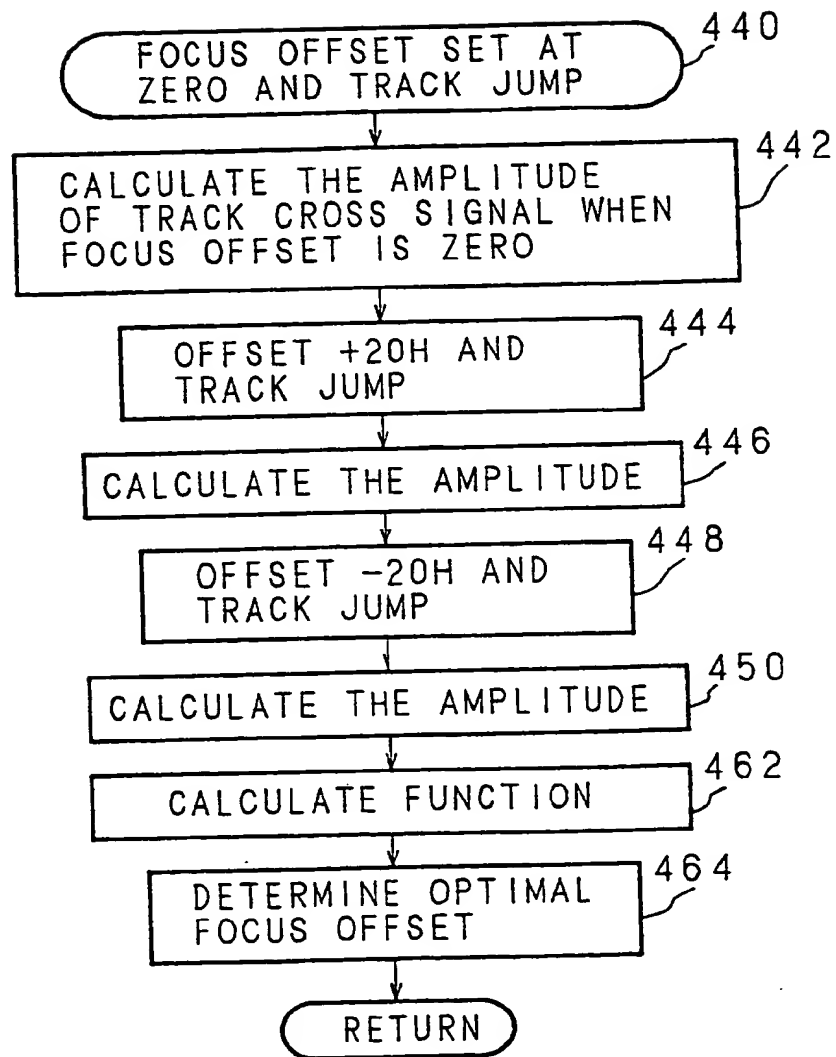 FOCUS OFFSET SET AT
ZERO AND TRACK JUMP
440
CALCULATE THE AMPLITUDE
OF TRACK CROSS SIGNAL WHEN
FOCUS OFFSET IS ZERO
442
OFFSET +20H AND
TRACK JUMP
444
CALCULATE THE AMPLITUDE
446
OFFSET -20H AND
TRACK JUMP
448
CALCULATE THE AMPLITUDE
450
CALCULATE FUNCTION
462
DETERMINE OPTIMAL
FOCUS OFFSET
464
RETURN